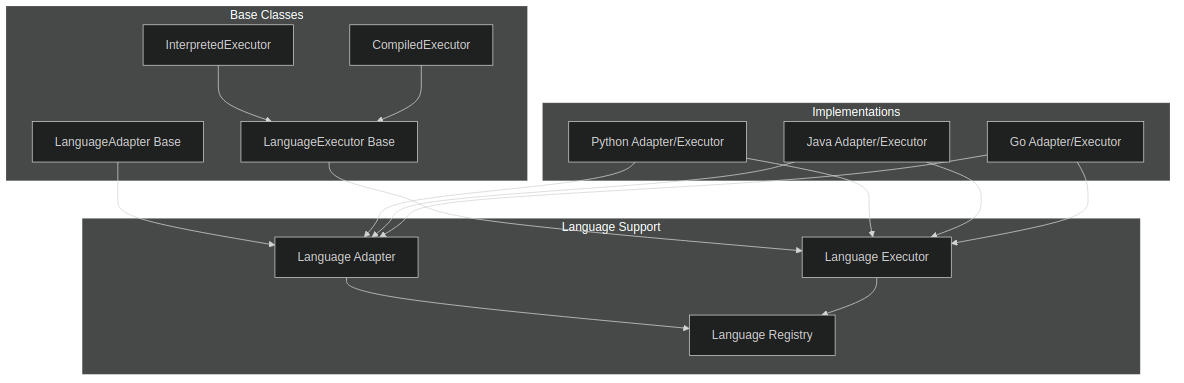 Base Classes
InterpretedExecutor
CompiledExecutor
LanguageAdapter Base
LanguageExecutor Base
Implementations
Python Adapter/Executor
Java Adapter/Executor
Go Adapter/Executor
Language Support
Language Adapter
Language Executor
Language Registry